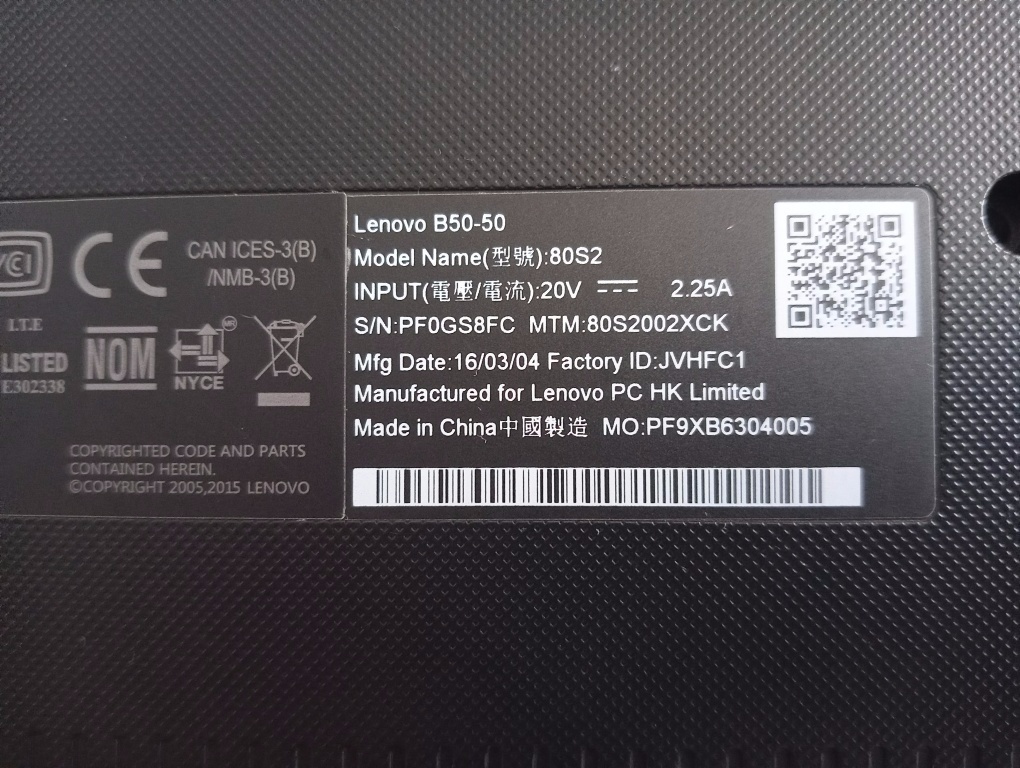 CAN ICES-3(B)
/NMB-3(B)
I.T.E
LISTED
E302338
NOM
NYCE
MR
COPYRIGHTED CODE AND PARTS
CONTAINED HEREIN.
©COPYRIGHT 2005,2015 LENOVO
Lenovo B50-50
Model Name(型號):80S2
INPUT(電壓/電流):20V ⎓ 2.25A
S/N:PF0GS8FC MTM:80S2002XCK
Mfg Date:16/03/04 Factory ID:JVHFC1
Manufactured for Lenovo PC HK Limited
Made in China中國製造 MO:PF9XB6304005